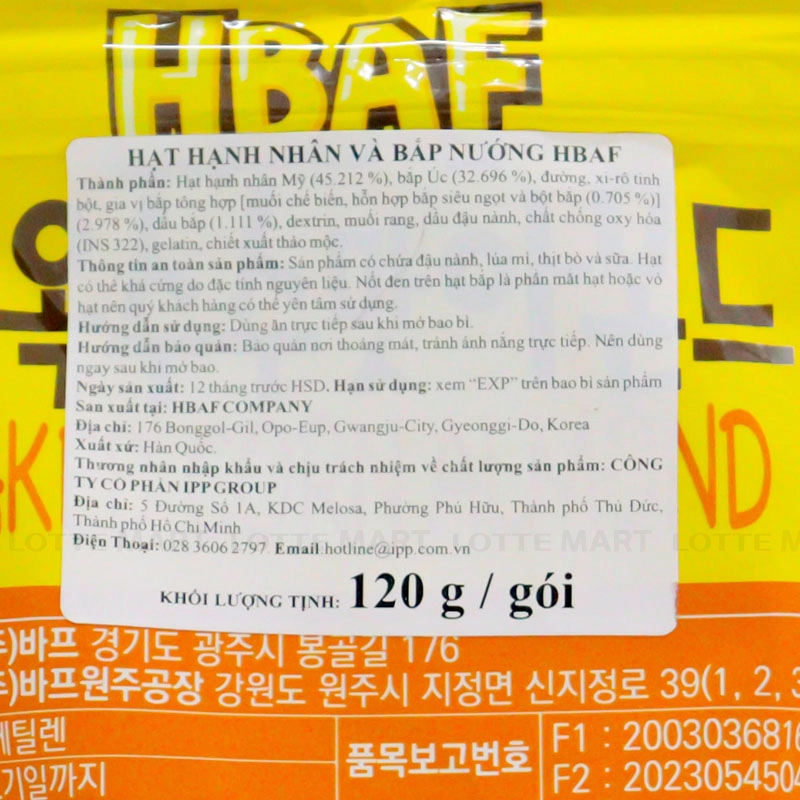 HBAF
HẠT HẠNH NHÂN VÀ BẮP NƯỚNG HBAF
Thành phần: Hạt hạnh nhân Mỹ (45.212 %), bắp Úc (32.696 %), đường, xi-rô tinh
bột, gia vị bắp tổng hợp [muối chế biến, hỗn hợp bắp siêu ngọt và bột bắp (0.705 %)]
(2.978 %), dầu bắp (1.111 %), dextrin, muối rang, dầu đậu nành, chất chống oxy hóa
(INS 322), gelatin, chiết xuất thảo mộc.
Thông tin an toàn sản phẩm: Sản phẩm có chứa đậu nành, lúa mì, thịt bò và sữa. Hạt
có thể khá cứng do đặc tính nguyên liệu. Nốt đen trên hạt bắp là phần mắt hạt hoặc vỏ
hạt nên quý khách hàng có thể yên tâm sử dụng.
Hướng dẫn sử dụng: Dùng ăn trực tiếp sau khi mở bao bì.
Hướng dẫn bảo quản: Bảo quản nơi thoáng mát, tránh ánh nắng trực tiếp. Nên dùng
ngay sau khi mở bao.
Ngày sản xuất: 12 tháng trước HSD. Hạn sử dụng: xem "EXP" trên bao bì sản phẩm
Sản xuất tại: HBAF COMPANY
Địa chỉ: 176 Bonggol-Gil, Opo-Eup, Gwangju-City, Gyeonggi-Do, Korea
Xuất xứ: Hàn Quốc.
Thương nhân nhập khẩu và chịu trách nhiệm về chất lượng sản phẩm: CÔNG
TY CỔ PHẦN IPP GROUP
Địa chỉ: 5 Đường Số 1A, KDC Melosa, Phường Phú Hữu, Thành phố Thủ Đức,
Thành phố Hồ Chí Minh
LOTTE MART LOTTE MART LOTTE MART LOTTE M
Điện Thoại: 028 3606 2797. Email:hotline@ipp.com.vn
KHỐI LƯỢNG TỊNH: 120 g / gói
)바프 경기도 광주시 봉골길 176
)바프원주공장 강원도 원주시 지정면 신지정로 39(1, 2, 3
에틸렌
기일까지
품목보고번호
F1 : 2003036816
F2 : 2023054504